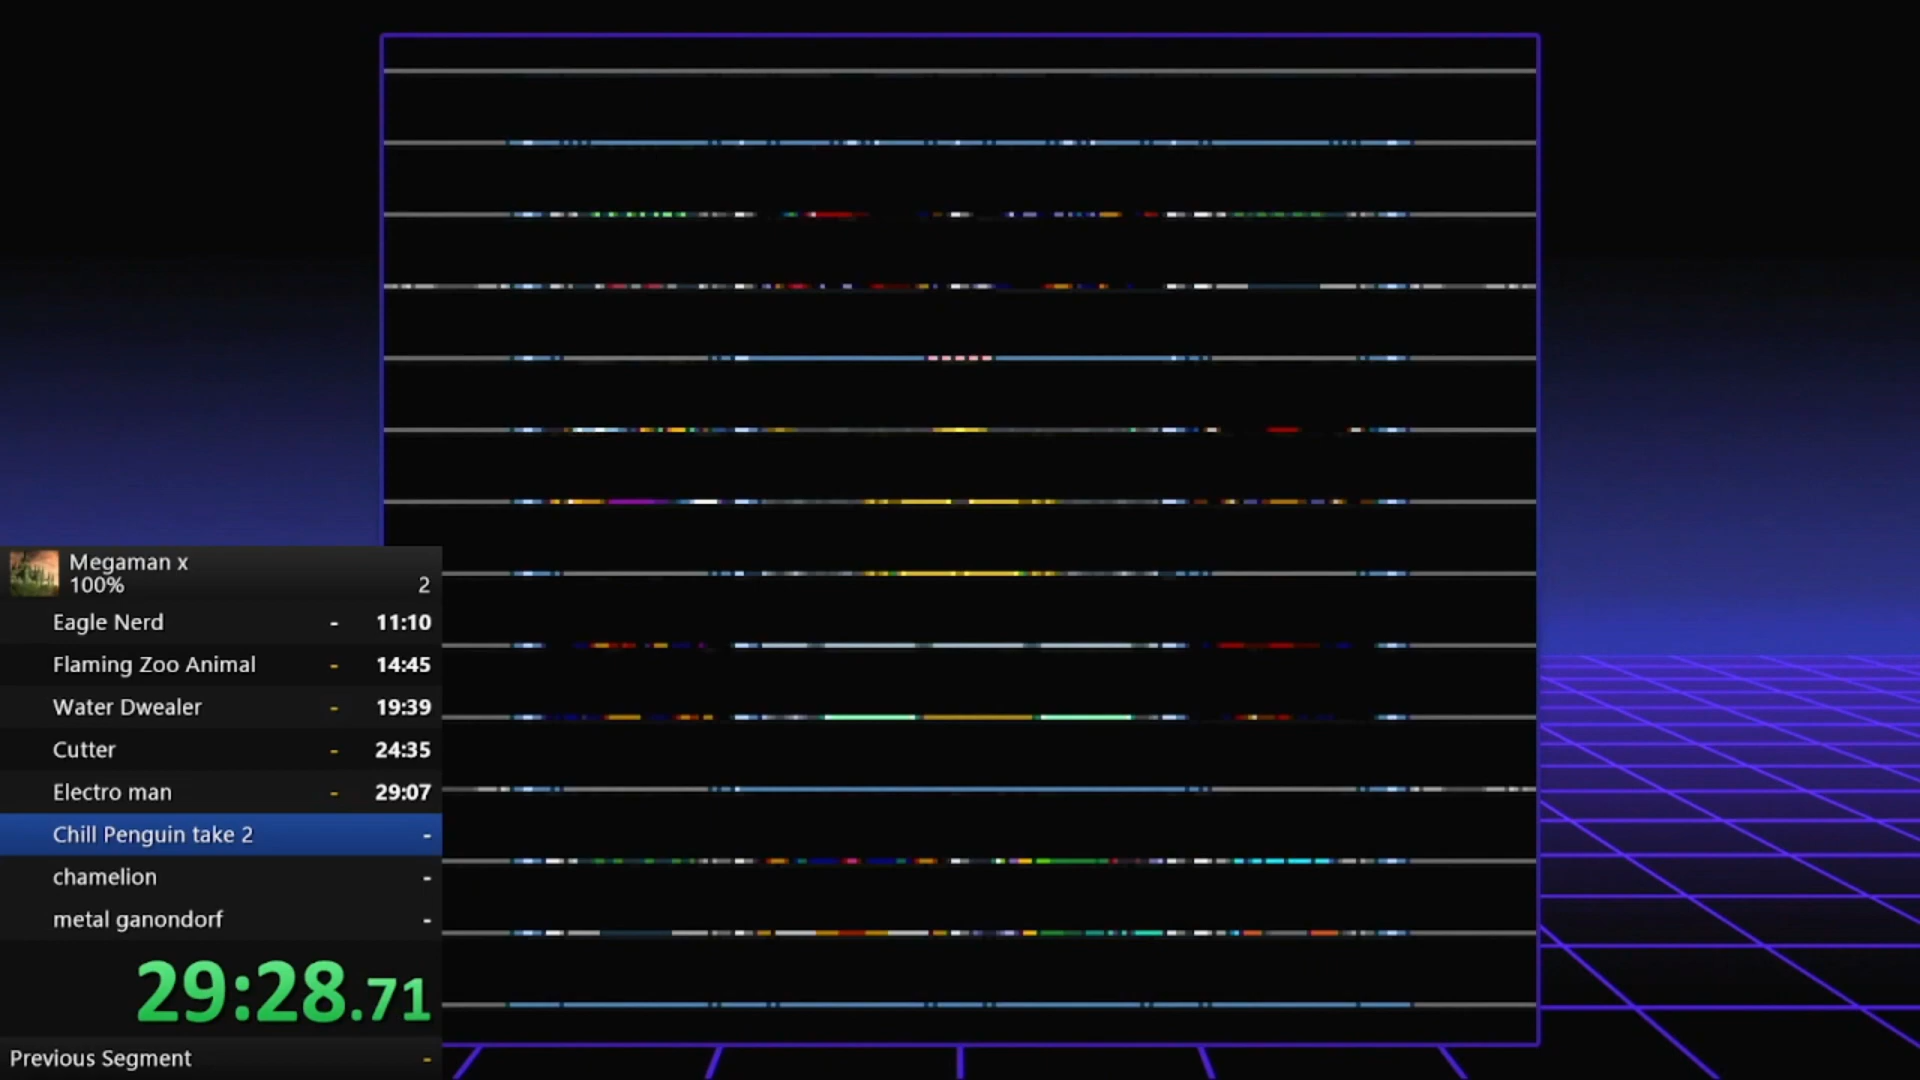 Megaman x
100% 2
Eagle Nerd - 11:10
Flaming Zoo Animal - 14:45
Water Dwealer - 19:39
Cutter - 24:35
Electro man - 29:07
Chill Penguin take 2 -
chamelion -
metal ganondorf -
29:28.71
Previous Segment -